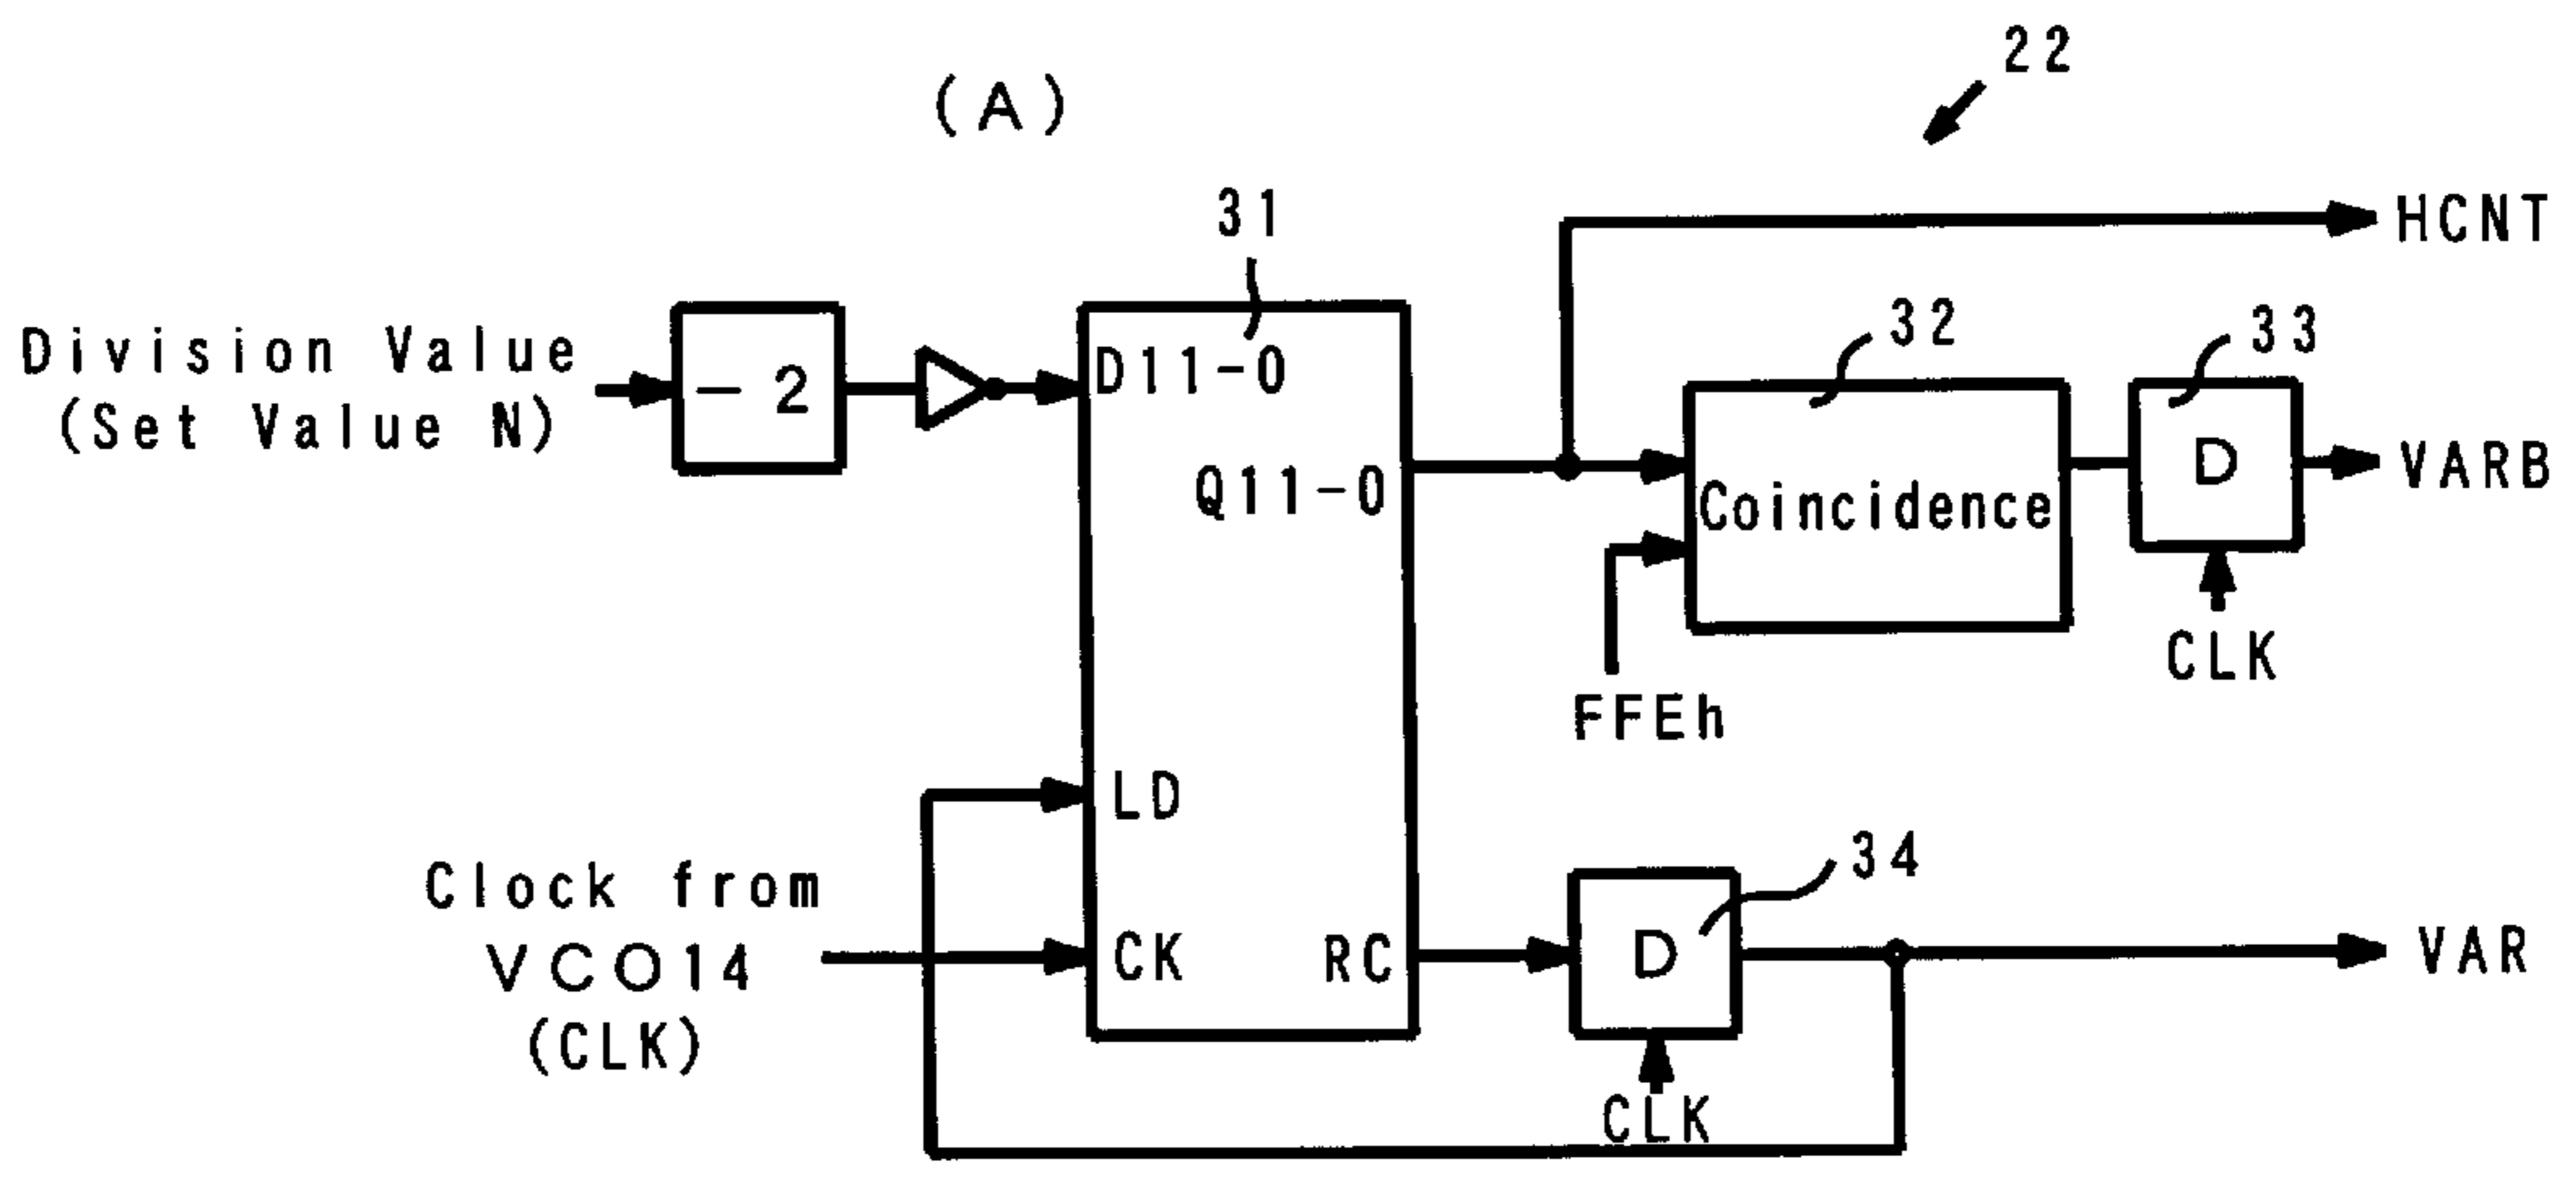 (A)
22
31
HCNT
Division Value
(Set Value N)
-2
D11-0
32
33
Q11-0
Coincidence
D
VARB
CLK
FFEh
LD
34
Clock from
VCO14
(CLK)
CK
RC
D
VAR
CLK